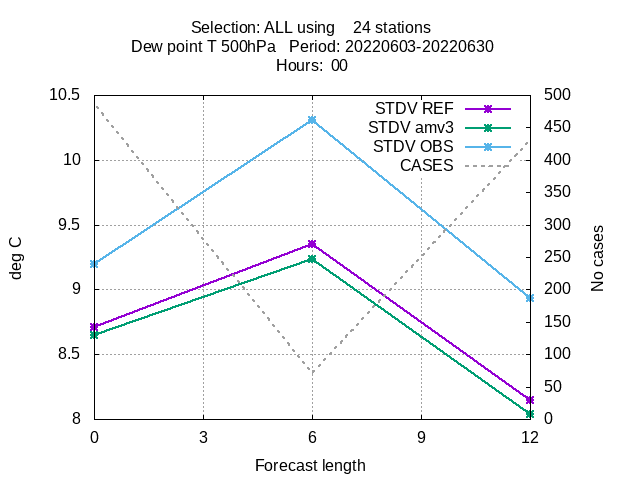 Selection: ALL using    24 stations
Dew point T 500hPa   Period: 20220603-20220630
Hours:  00
STDV REF
STDV amv3
STDV OBS
CASES
10.5
10
9.5
9
8.5
8
500
450
400
350
300
250
200
150
100
50
0
deg C
No cases
0 3 6 9 12
Forecast length